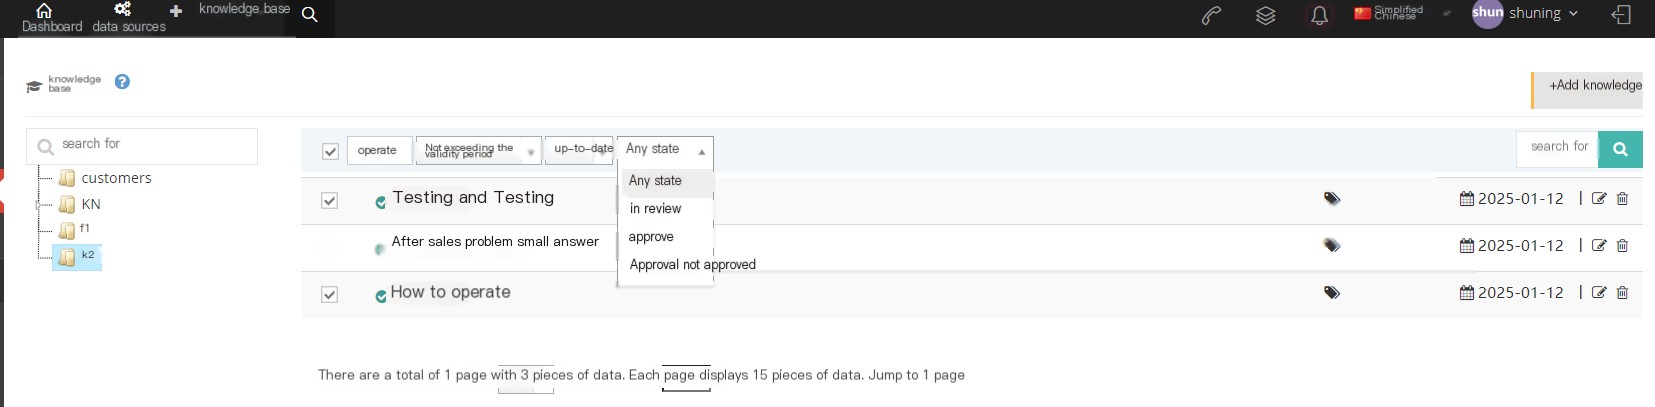 Dashboard
data sources
knowledge base
Simplified
Chinese
shun
shuning
knowledge
base
?
+Add knowledge
search for
customers
KN
f1
k2
operate
Not exceeding the
validity period
up-to-date
Any state
search for
Any state
in review
approve
Approval not approved
Testing and Testing
2025-01-12 |
After sales problem small answer
2025-01-12 |
How to operate
2025-01-12 |
There are a total of 1 page with 3 pieces of data. Each page displays 15 pieces of data. Jump to 1 page